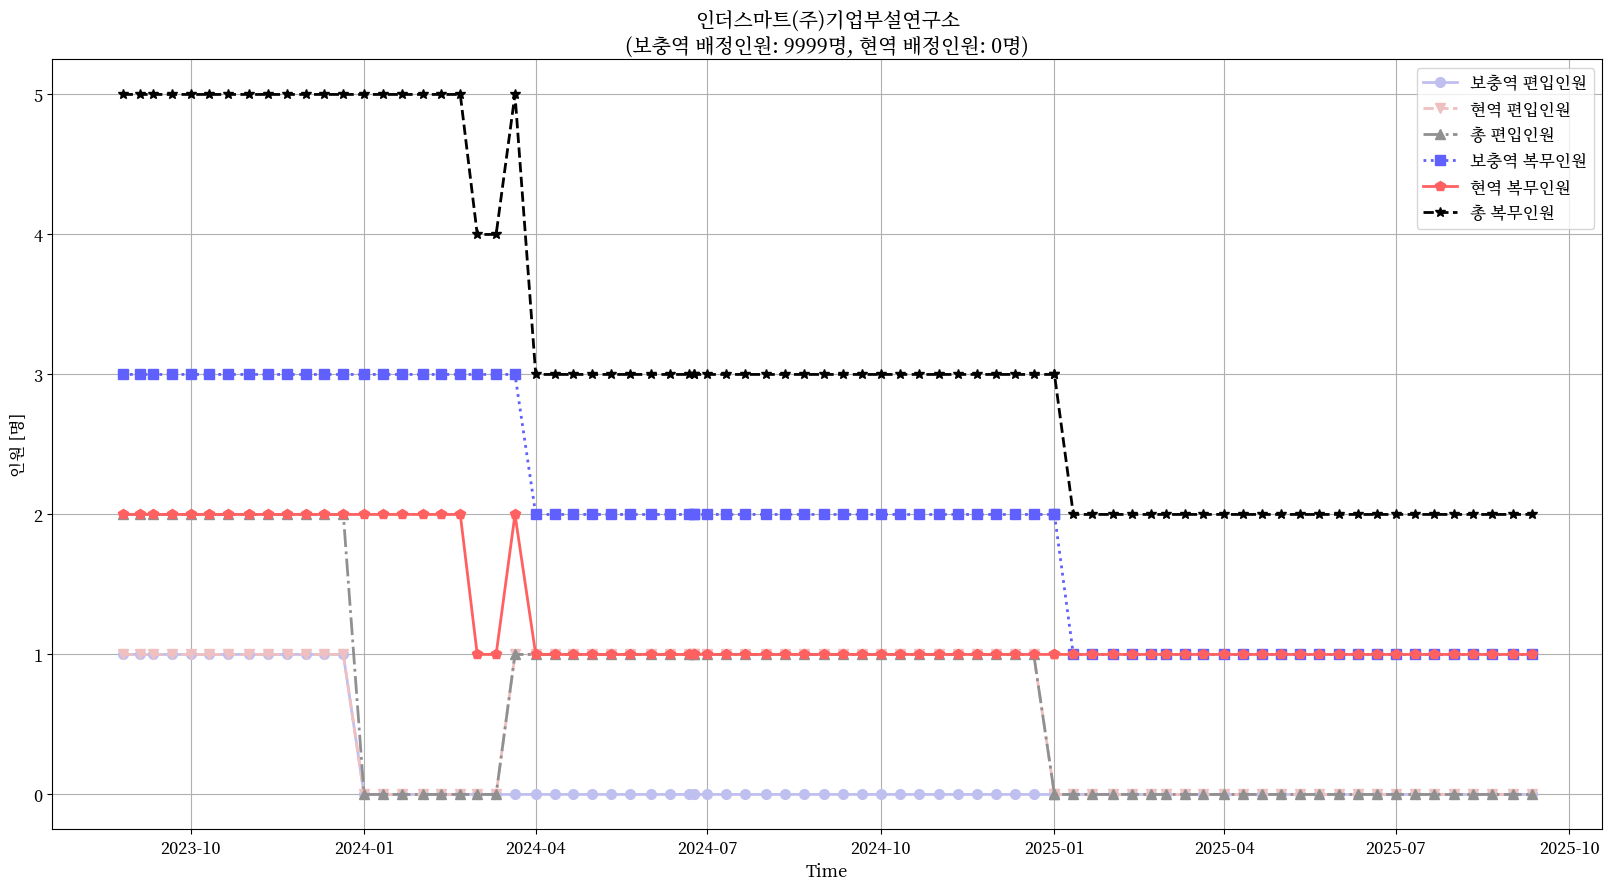 인더스마트(주)기업부설연구소
(보충역 배정인원: 9999명, 현역 배정인원: 0명)
보충역 편입인원
현역 편입인원
총 편입인원
보충역 복무인원
현역 복무인원
총 복무인원
인원 [명]
5
4
3
2
1
0
2023-10
2024-01
2024-04
2024-07
2024-10
2025-01
2025-04
2025-07
2025-10
Time